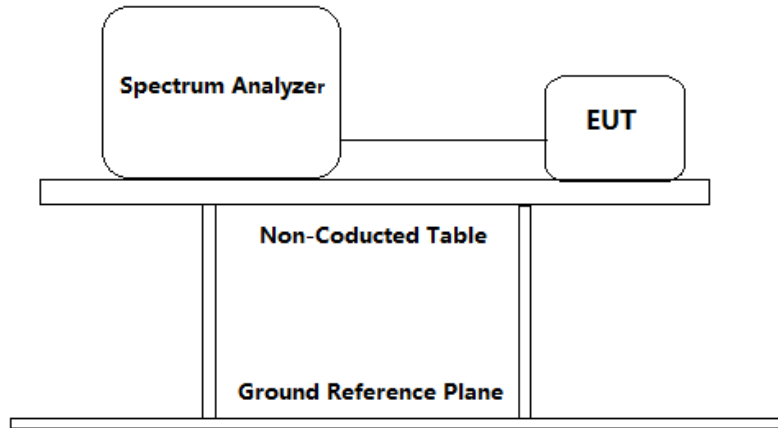 Spectrum Analyzer
EUT
Non-Coducted Table
Ground Reference Plane